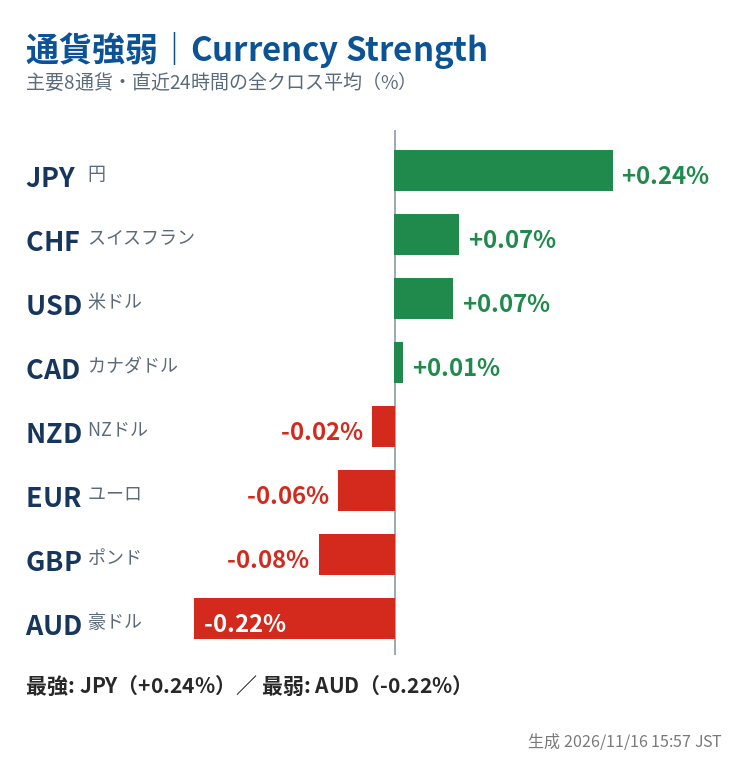 通貨強弱｜Currency Strength
主要8通貨・直近24時間の全クロス平均（%）
JPY 円 +0.24%
CHF スイスフラン +0.07%
USD 米ドル +0.07%
CAD カナダドル +0.01%
NZD NZドル -0.02%
EUR ユーロ -0.06%
GBP ポンド -0.08%
AUD 豪ドル -0.22%
最強: JPY（+0.24%）／ 最弱: AUD（-0.22%）
生成 2026/11/16 15:57 JST